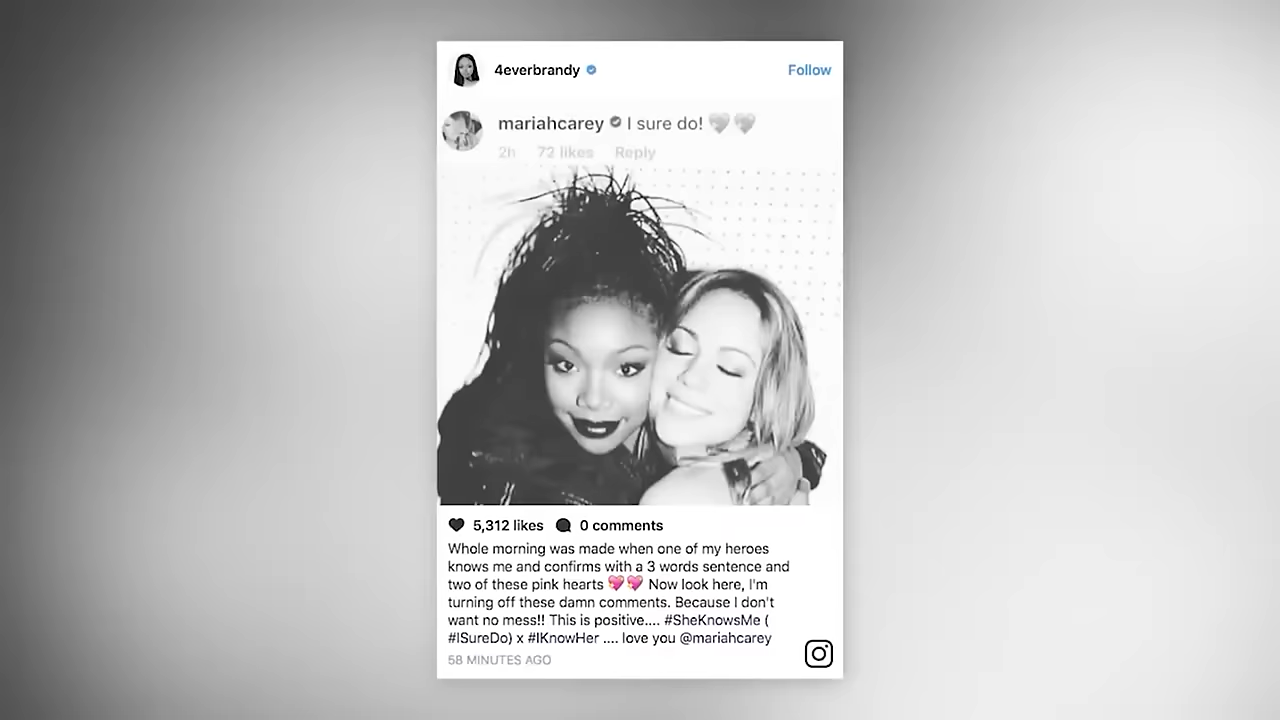 4everbrandy
Follow
mariahcarey I sure do! 💖💖
2h 72 likes Reply
5,312 likes 0 comments
Whole morning was made when one of my heroes
knows me and confirms with a 3 words sentence and
two of these pink hearts 💖💖 Now look here, I'm
turning off these damn comments. Because I don't
want no mess!! This is positive.... #SheKnowsMe (
#ISureDo) x #IKnowHer .... love you @mariahcarey
58 MINUTES AGO